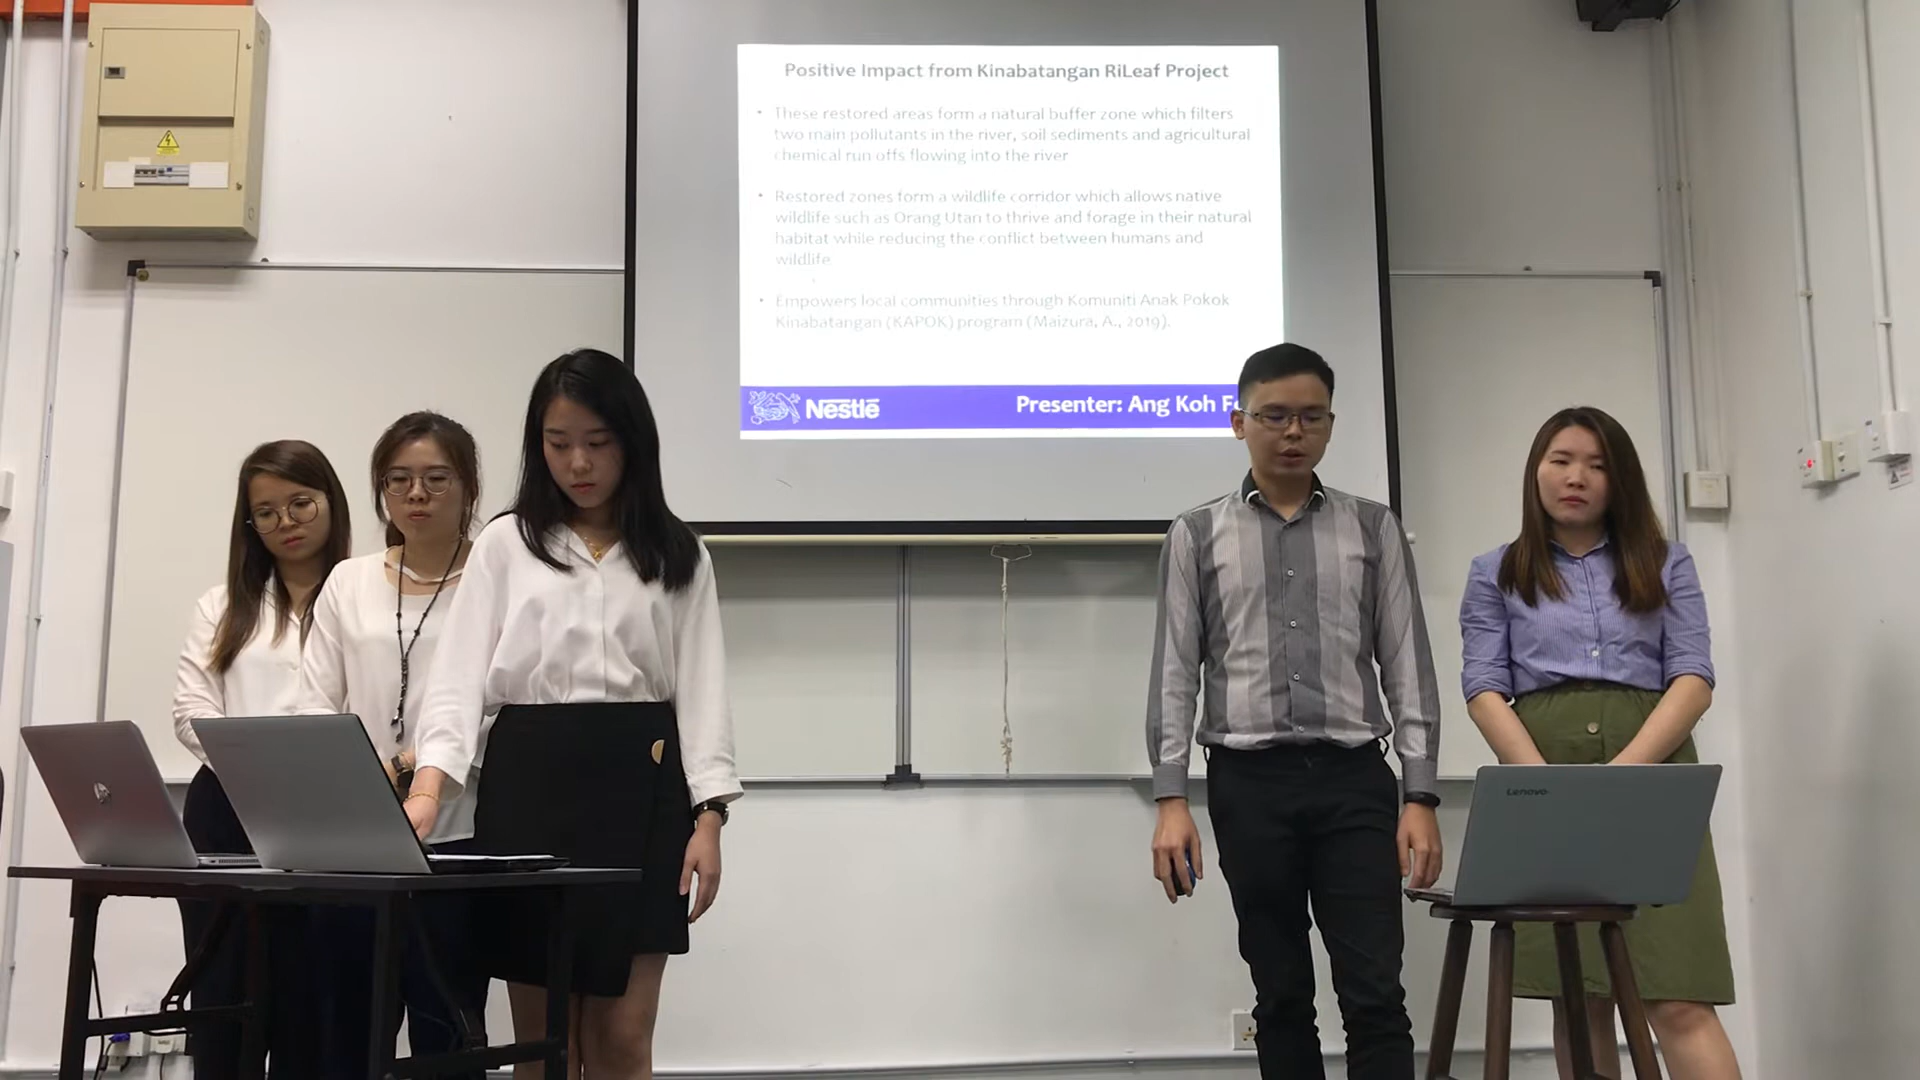 Positive Impact from Kinabatangan RiLeaf Project
• These restored areas form a natural buffer zone which filters
two main pollutants in the river, soil sediments and agricultural
chemical run offs flowing into the river
• Restored zones form a wildlife corridor which allows native
wildlife such as Orang Utan to thrive and forage in their natural
habitat while reducing the conflict between humans and
wildlife
• Empowers local communities through Komuniti Anak Pokok
Kinabatangan (KAPOK) program (Maizura, A., 2019).
Nestlé
Presenter: Ang Koh F
hp
Lenovo